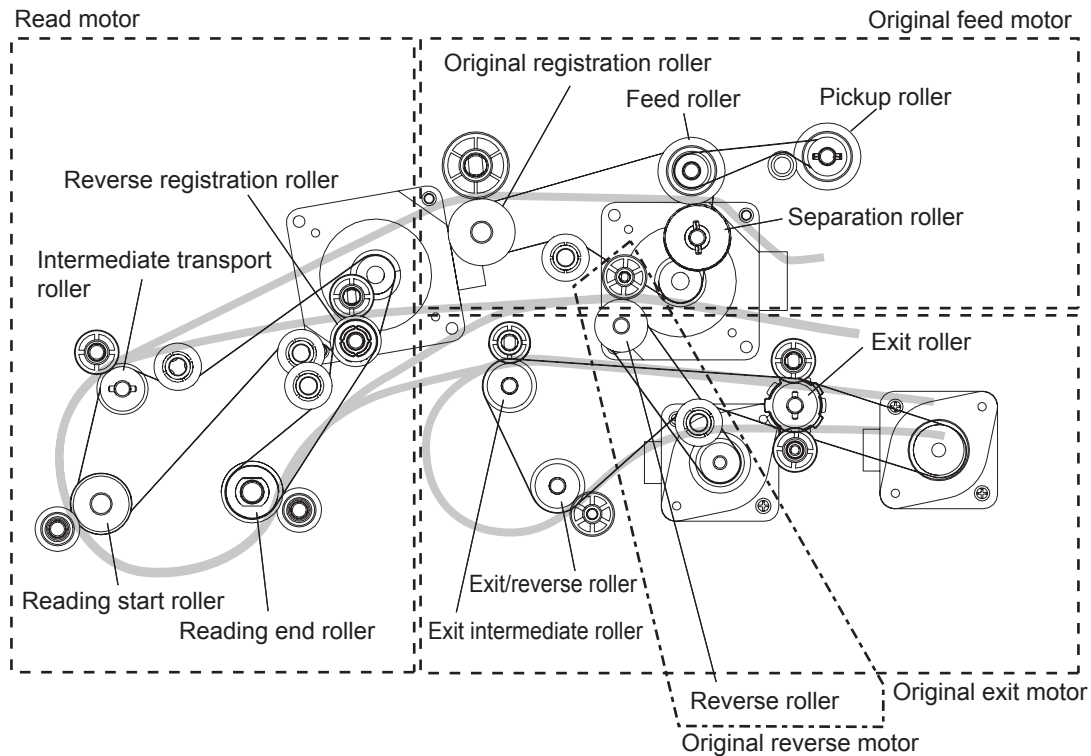 Read motor
Original feed motor
Original registration roller
Feed roller
Pickup roller
Reverse registration roller
Separation roller
Intermediate transport
roller
Exit roller
Exit/reverse roller
Reading start roller
Reading end roller
Exit intermediate roller
Reverse roller
Original exit motor
Original reverse motor